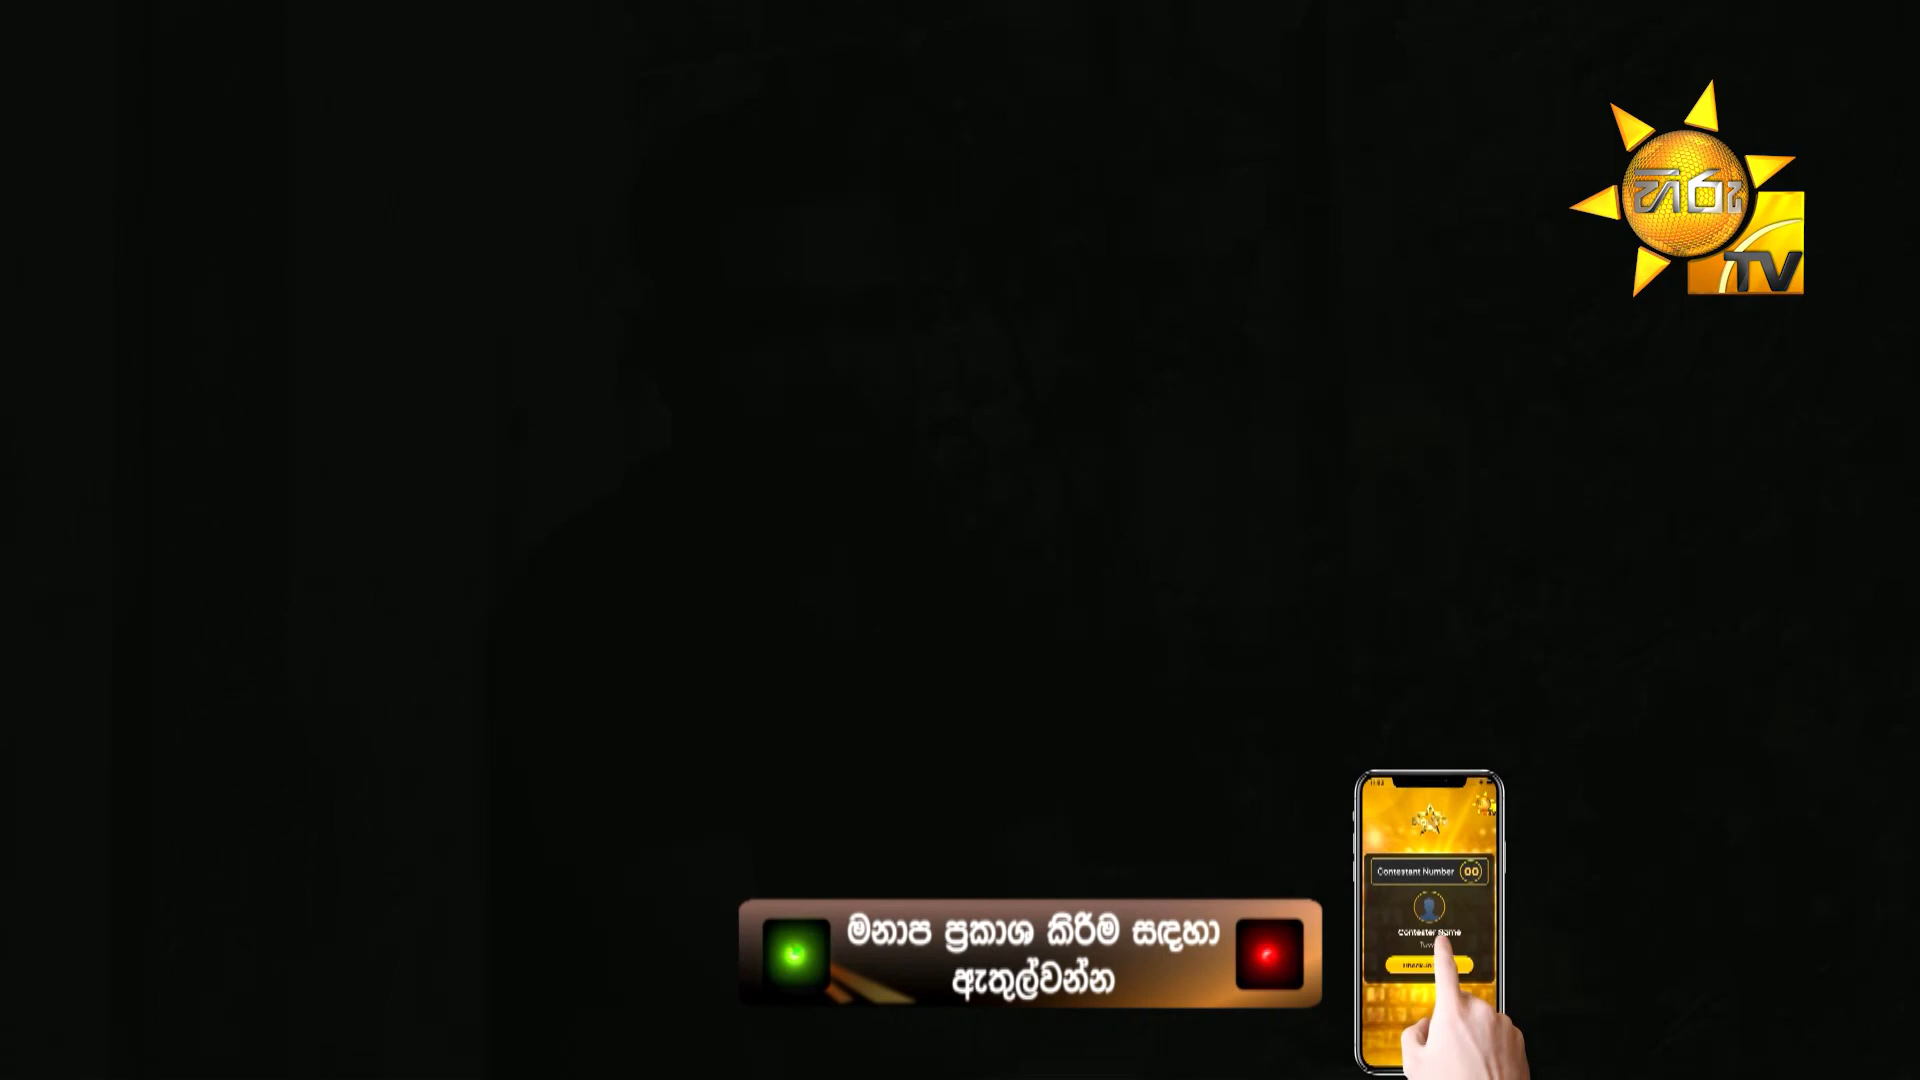 හිරු
TV
Contestant Number 00
Contester Name
මනාප ප්‍රකාශ කිරීම සඳහා
ඇතුල්වන්න